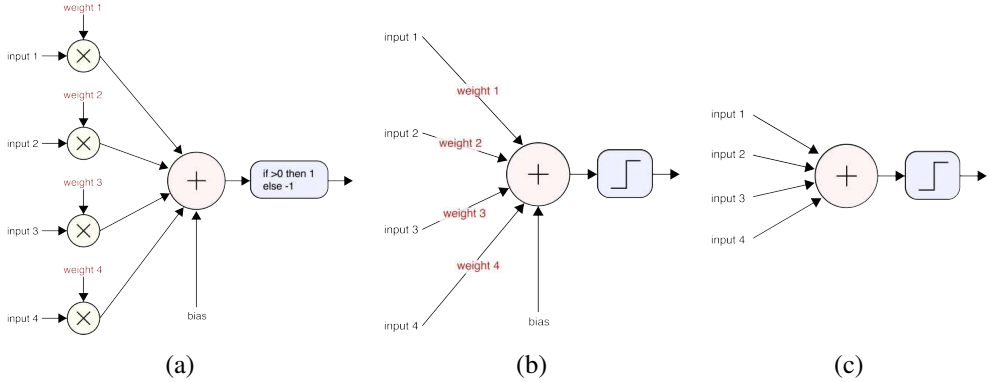 weight 1
input 1
weight 2
input 2
weight 3
input 3
weight 4
input 4
if >0 then 1
else -1
bias
(a)
input 1
weight 1
input 2
weight 2
weight 3
input 3
weight 4
input 4
bias
(b)
input 1
input 2
input 3
input 4
(c)